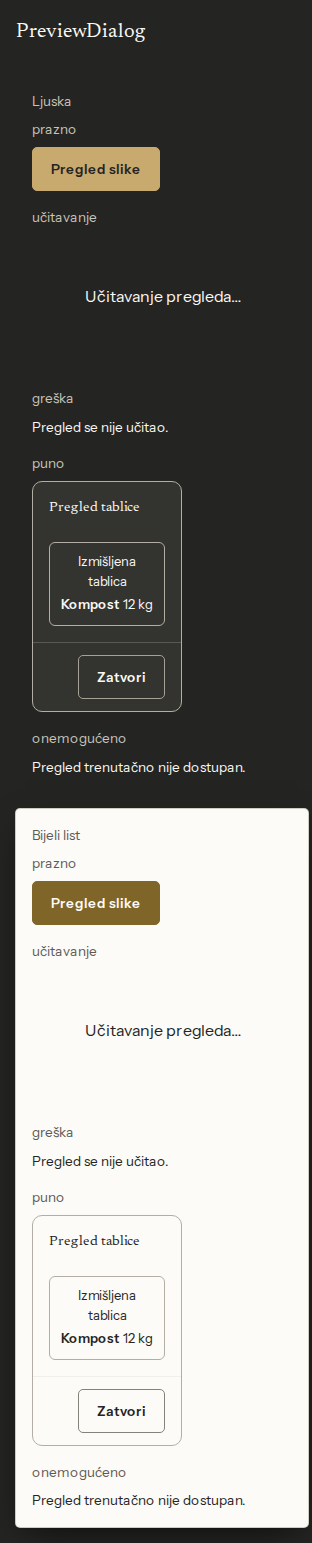 PreviewDialog
Ljuska
prazno
Pregled slike
učitavanje
Učitavanje pregleda...
greška
Pregled se nije učitao.
puno
Pregled tablice
Izmišljena
tablica
Kompost 12 kg
Zatvori
onemogućeno
Pregled trenutačno nije dostupan.
Bijeli list
prazno
Pregled slike
učitavanje
Učitavanje pregleda...
greška
Pregled se nije učitao.
puno
Pregled tablice
Izmišljena
tablica
Kompost 12 kg
Zatvori
onemogućeno
Pregled trenutačno nije dostupan.